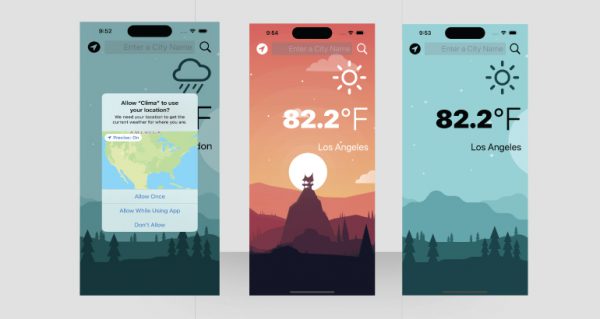 9:52
Enter a City Name
F
Allow “Clima” to use
your location?
We need your location to get the
current weather for where you are.
Precise: On
don
Allow Once
Allow While Using App
Don't Allow
9:54
Enter a City Name
82.2°F
Los Angeles
9:53
Enter a City Name
82.2°F
Los Angeles